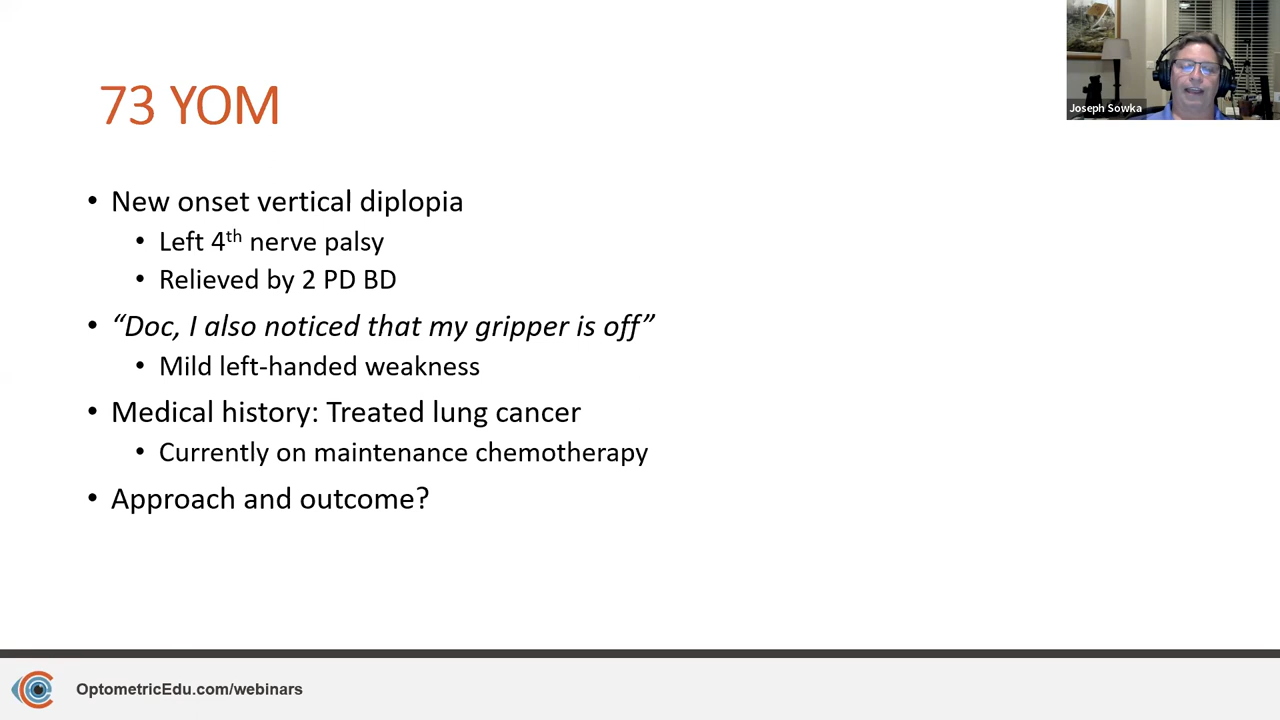 Joseph Sowka
73 YOM
• New onset vertical diplopia
• Left 4th nerve palsy
• Relieved by 2 PD BD
• “Doc, I also noticed that my gripper is off”
• Mild left-handed weakness
• Medical history: Treated lung cancer
• Currently on maintenance chemotherapy
• Approach and outcome?
OptometricEdu.com/webinars